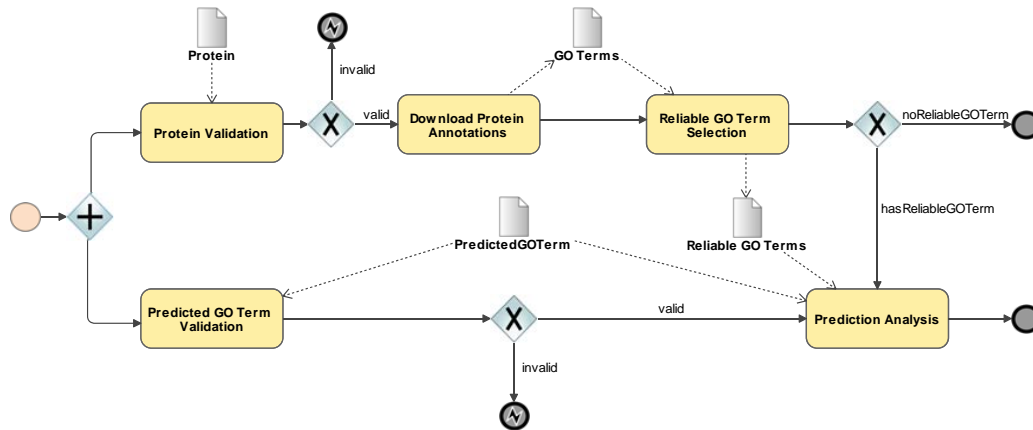 Protein
invalid
Protein Validation
valid
Download Protein
Annotations
GO Terms
Reliable GO Term
Selection
noReliableGOTerm
hasReliableGOTerm
PredictedGOTerm
Reliable GO Terms
Predicted GO Term
Validation
valid
Prediction Analysis
invalid